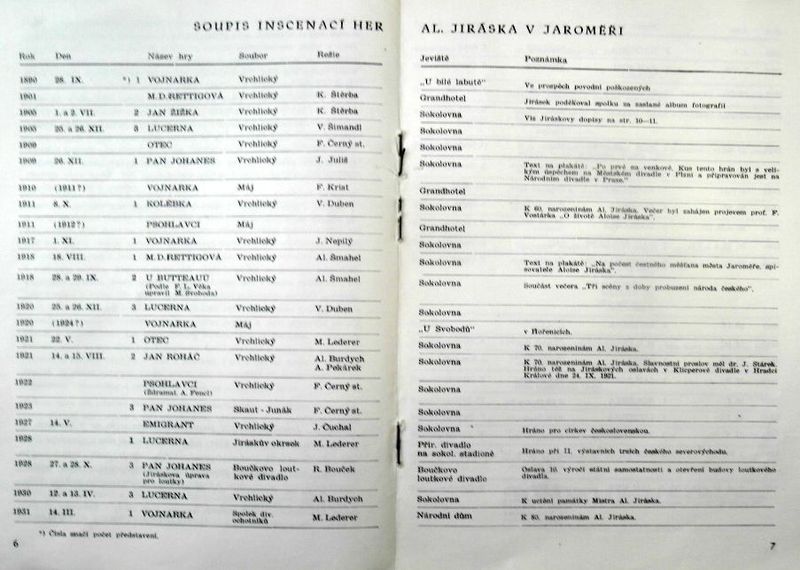 SOUPIS INSCENACÍ HER AL. JIRÁSKA V JAROMĚŘI
Rok Den Název hry Soubor Režie Jeviště Poznámka
1890 28. IX. *) 1 VOJNARKA Vrchlický „U bílé labutě" Ve prospěch povodní poškozených
1901 M. D. RETTIGOVÁ Vrchlický K. Štěrba Grandhotel Jirásek poděkoval spolku za zaslané album fotografií
1905 1. a 2. VII. 2 JAN ŽIŽKA Vrchlický K. Štěrba Sokolovna Viz Jiráskovy dopisy na str. 10—11.
25. a 26. XII. 3 LUCERNA Vrchlický V. Šimandl Sokolovna
1909 OTEC Vrchlický F. Černý st. Sokolovna
1909 26. XII. 1 PAN JOHANES Vrchlický J. Juliš Sokolovna Text na plakátě: „Po prvé na venkově. Kus tento hrán byl s veli-
kým úspěchem na Městském divadle v Plzni a připravován jest na
Národním divadle v Praze."
1910 (1911?) VOJNARKA Máj F. Krist Grandhotel
1911 8. X. 1 KOLÉBKA Vrchlický V. Duben Sokolovna K 60. narozeninám Al. Jiráska. Večer byl zahájen projevem prof. F.
Vostárka „O životě Aloise Jiráska".
1911 (1912?) PSOHLAVCI Máj Grandhotel
1917 1. XI. 1 VOJNARKA Vrchlický J. Nepilý Sokolovna
1918 18. VIII. 1 M. D. RETTIGOVÁ Vrchlický Al. Šmahel Sokolovna Text na plakátě: „Na počest čestného měšťana města Jaroměře, spi-
sovatele Aloise Jiráska".
1918 28. a 29. IX. 2 U BUTTEAUŮ Vrchlický Al. Šmahel Sokolovna Součást večera „Tři scény z doby probuzení národa českého".
(Podle F. L. Věka
upravil M. Svoboda)
1920 25. a 26. XII. 3 LUCERNA Vrchlický V. Duben Sokolovna
1920 (1924?) VOJNARKA Máj „U Svobodů" v Hořenicích.
1921 22. V. 1 OTEC Vrchlický M. Lederer Sokolovna K 70. narozeninám Al. Jiráska.
1921 14. a 15. VIII. 2 JAN ROHÁČ Vrchlický Al. Burdych Sokolovna K 70. narozeninám Al. Jiráska. Slavnostní proslov měl dr. J. Stárek.
A. Pekárek Hráno též na Jiráskových oslavách v Klicperově divadle v Hradci
Králové dne 24. IX. 1921.
1922 PSOHLAVCI Vrchlický F. Černý st. Sokolovna
(Zdramat. A. Fencl)
1923 3 PAN JOHANES Skaut - Junák F. Černý st. Sokolovna
1927 14. V. EMIGRANT Vrchlický J. Čuchal Sokolovna Hráno pro církev československou.
1928 1 LUCERNA Jiráskův okrsek M. Lederer Přír. divadlo Hráno při II. výstavních trzích českého severovýchodu.
na sokol. stadioně
1928 27. a 28. X. 3 PAN JOHANES Boučkovo lout- R. Bouček Boučkovo Oslava 10. výročí státní samostatnosti a otevření budovy loutkového
(Jiráskova úprava kové divadlo loutkové divadlo divadla.
pro loutky)
1930 12. a 13. IV. 3 LUCERNA Vrchlický Al. Burdych Sokolovna K uctění památky Mistra Al. Jiráska.
1931 14. III. 1 VOJNARKA Spolek div. M. Lederer Národní dům K 80. narozeninám Al. Jiráska.
ochotníků
*) Čísla značí počet představení.
6 7